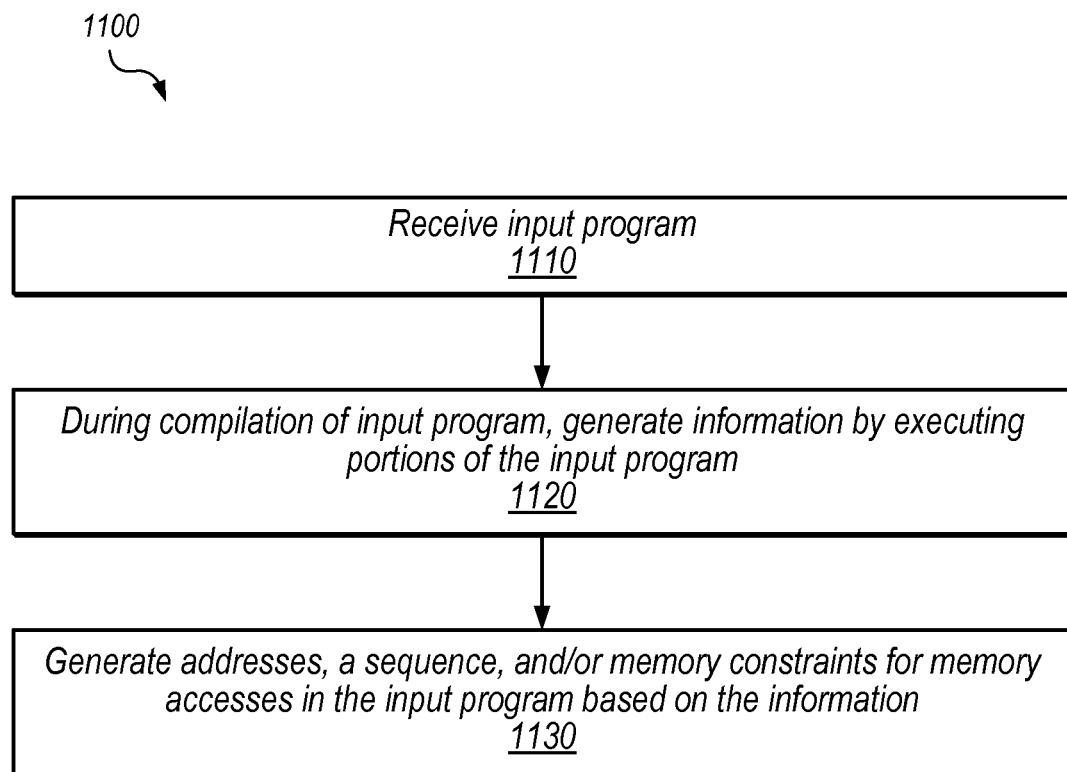 1100
Receive input program
1110
During compilation of input program, generate information by executing
portions of the input program
1120
Generate addresses, a sequence, and/or memory constraints for memory
accesses in the input program based on the information
1130